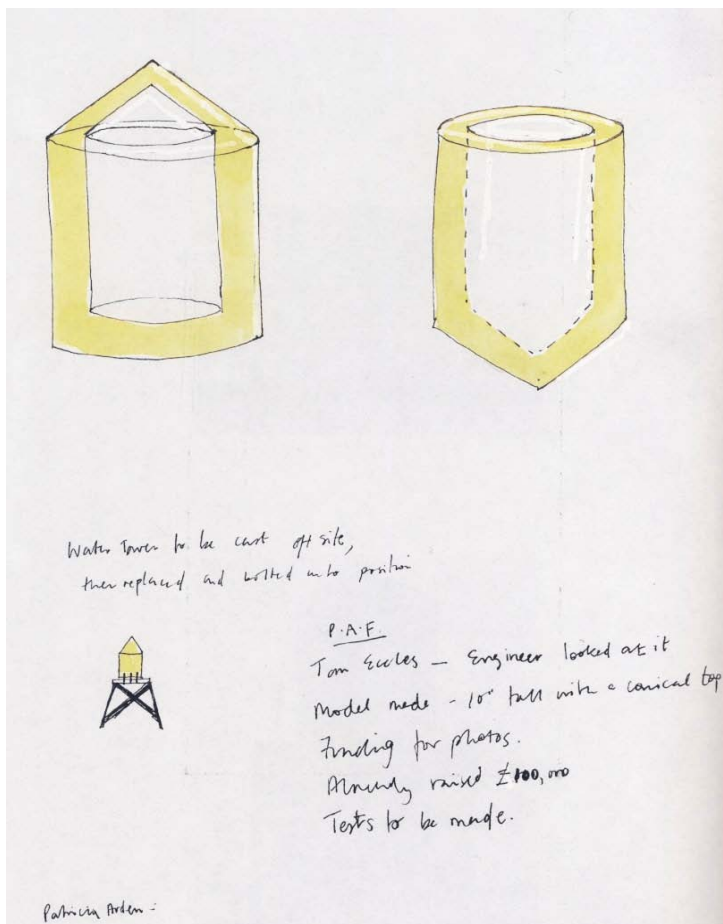 Water Tower to be cast off site,
then replaced and bolted into position
P.A.F.
Tom Eccles — Engineer looked at it
Model made - 10" tall with a conical top
Funding for photos.
Already raised £100,000
Tests to be made.
Patricia Arden -